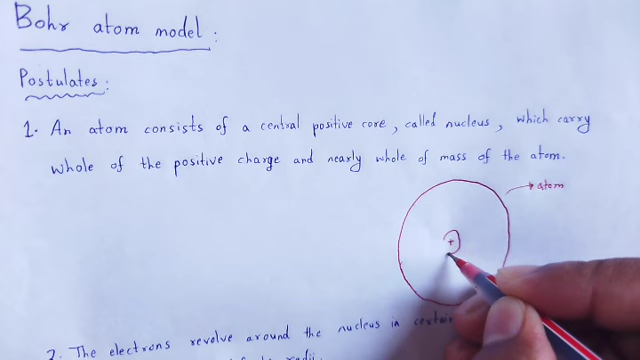 Bohr atom model :
Postulates :
1. An atom consists of a central positive core, called nucleus, which carry
whole of the positive charge and nearly whole of mass of the atom.
atom
+
2. The electrons revolve around the nucleus in certain
radii.